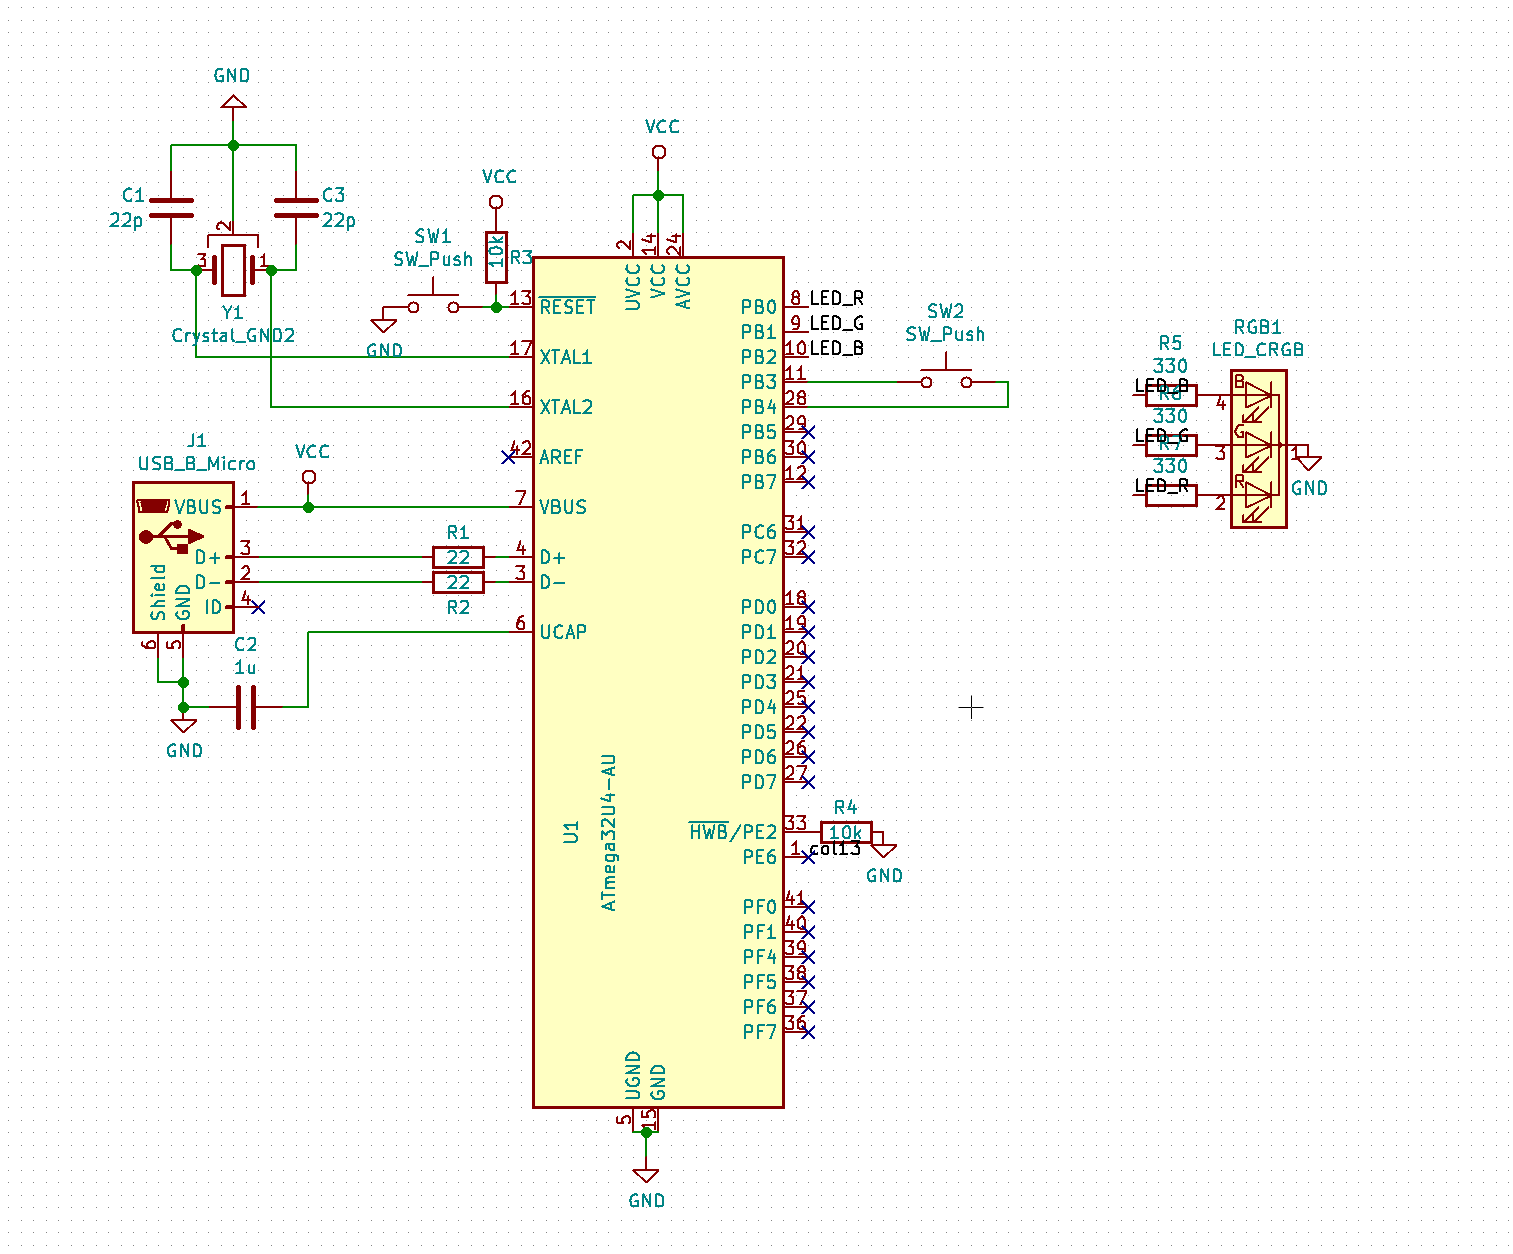 GND
C1
22p
C3
22p
2
3
1
Y1
Crystal_GND2
VCC
SW1
SW_Push
10k
R3
GND
VCC
2
14
24
UVCC
VCC
AVCC
13
RESET
17
XTAL1
16
XTAL2
42
AREF
7
VBUS
4
D+
3
D-
6
UCAP
J1
USB_B_Micro
VCC
VBUS
1
D+
3
D-
2
ID
4
Shield
GND
6
5
GND
C2
1u
R1
22
22
R2
U1
ATmega32U4-AU
PB0
8
LED_R
PB1
9
LED_G
PB2
10
LED_B
PB3
11
PB4
28
PB5
29
PB6
30
PB7
12
PC6
31
PC7
32
PD0
18
PD1
19
PD2
20
PD3
21
PD4
25
PD5
22
PD6
26
PD7
27
HWB/PE2
33
PE6
1
col13
R4
10k
GND
PF0
41
PF1
40
PF4
39
PF5
38
PF6
37
PF7
36
UGND
GND
5
15
GND
SW2
SW_Push
R5
330
LED_B
R6
330
LED_G
R7
330
LED_R
RGB1
LED_CRGB
B
4
G
3
R
2
1
GND